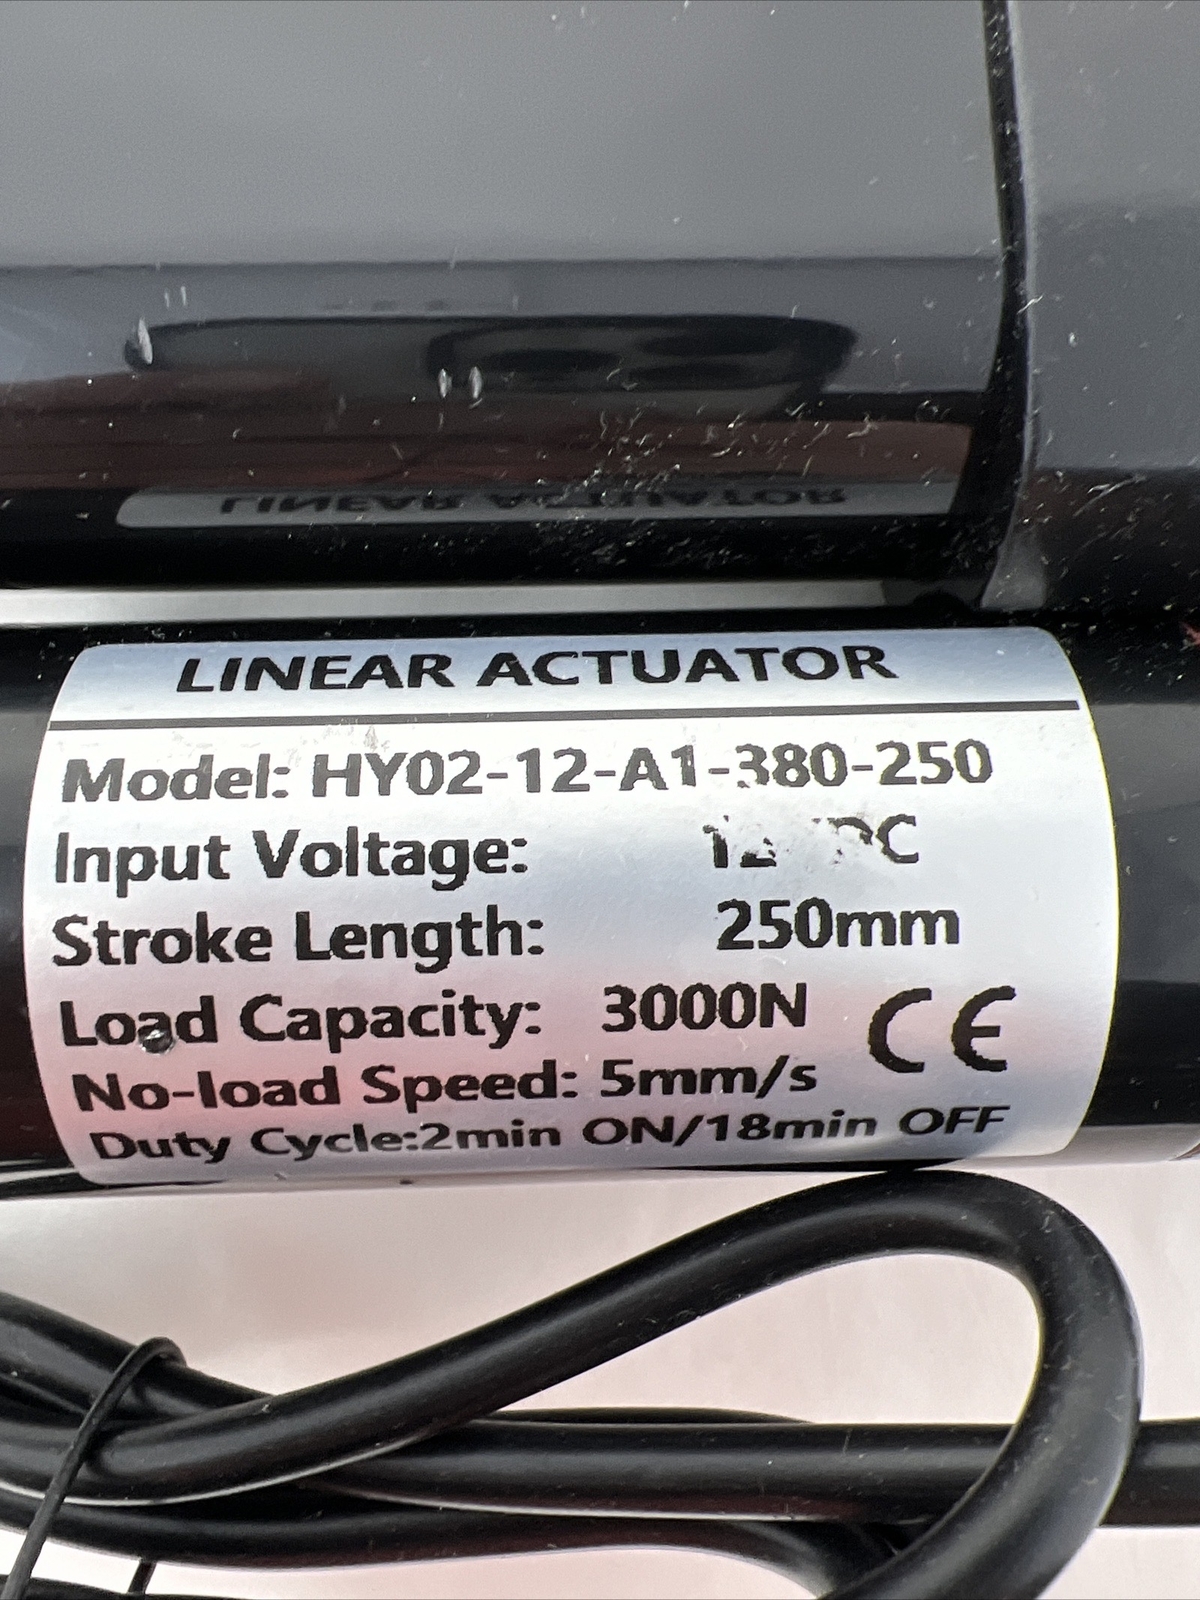 LINEAR ACTUATOR
Model: HY02-12-A1-380-250
Input Voltage:
Stroke Length: 250mm
Load Capacity: 3000N CE
No-load Speed: 5mm/s
Duty Cycle:2min ON/18min OFF